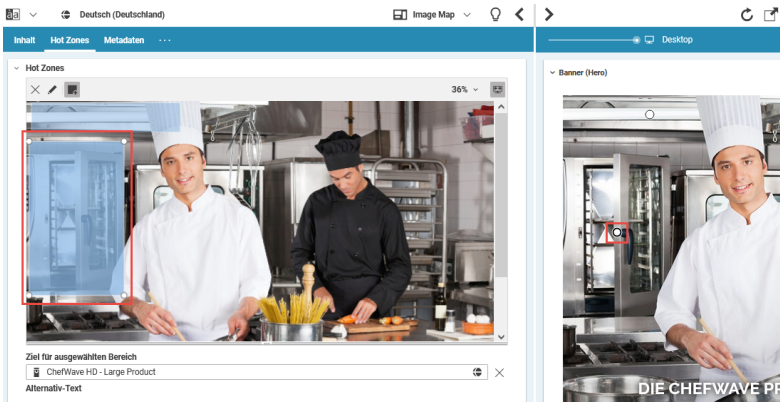 āa Deutsch (Deutschland) Image Map
Inhalt Hot Zones Metadaten ··· Desktop
Hot Zones
Banner (Hero)
36%
Ziel für ausgewählten Bereich
ChefWave HD - Large Product
Alternativ-Text
DIE CHEFWAVE